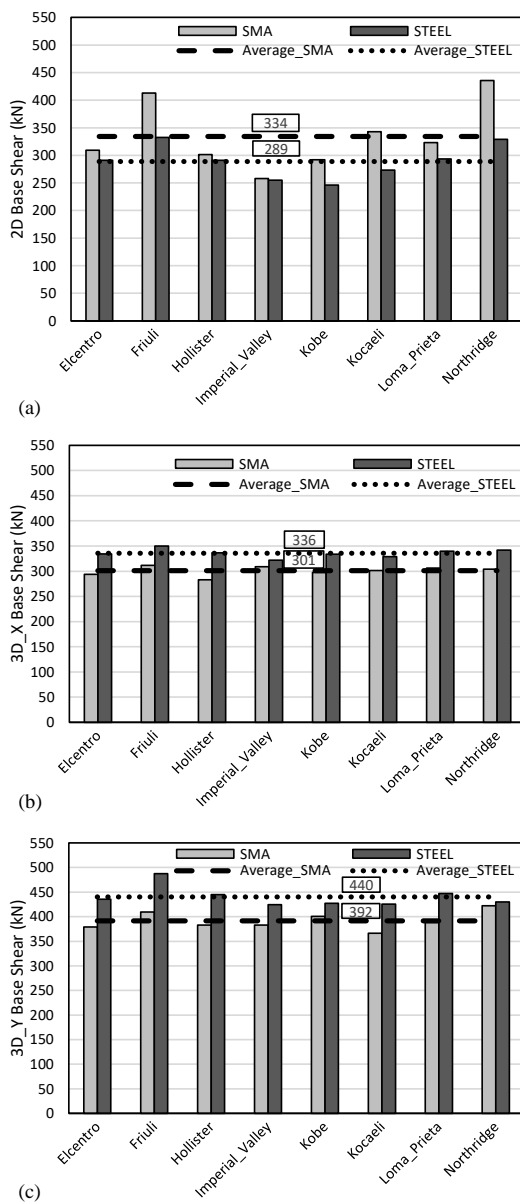 550
500
450
400
350
300
250
200
150
100
50
0
2D Base Shear (kN)
SMA
STEEL
Average_SMA
Average_STEEL
334
289
Elcentro
Friuli
Hollister
Imperial_Valley
Kobe
Kocaeli
Loma_Prieta
Northridge
(a)
550
500
450
400
350
300
250
200
150
100
50
0
3D_X Base Shear (kN)
SMA
STEEL
Average_SMA
Average_STEEL
336
301
Elcentro
Friuli
Hollister
Imperial_Valley
Kobe
Kocaeli
Loma_Prieta
Northridge
(b)
550
500
450
400
350
300
250
200
150
100
50
0
3D_Y Base Shear (kN)
SMA
STEEL
Average_SMA
Average_STEEL
440
392
Elcentro
Friuli
Hollister
Imperial_Valley
Kobe
Kocaeli
Loma_Prieta
Northridge
(c)